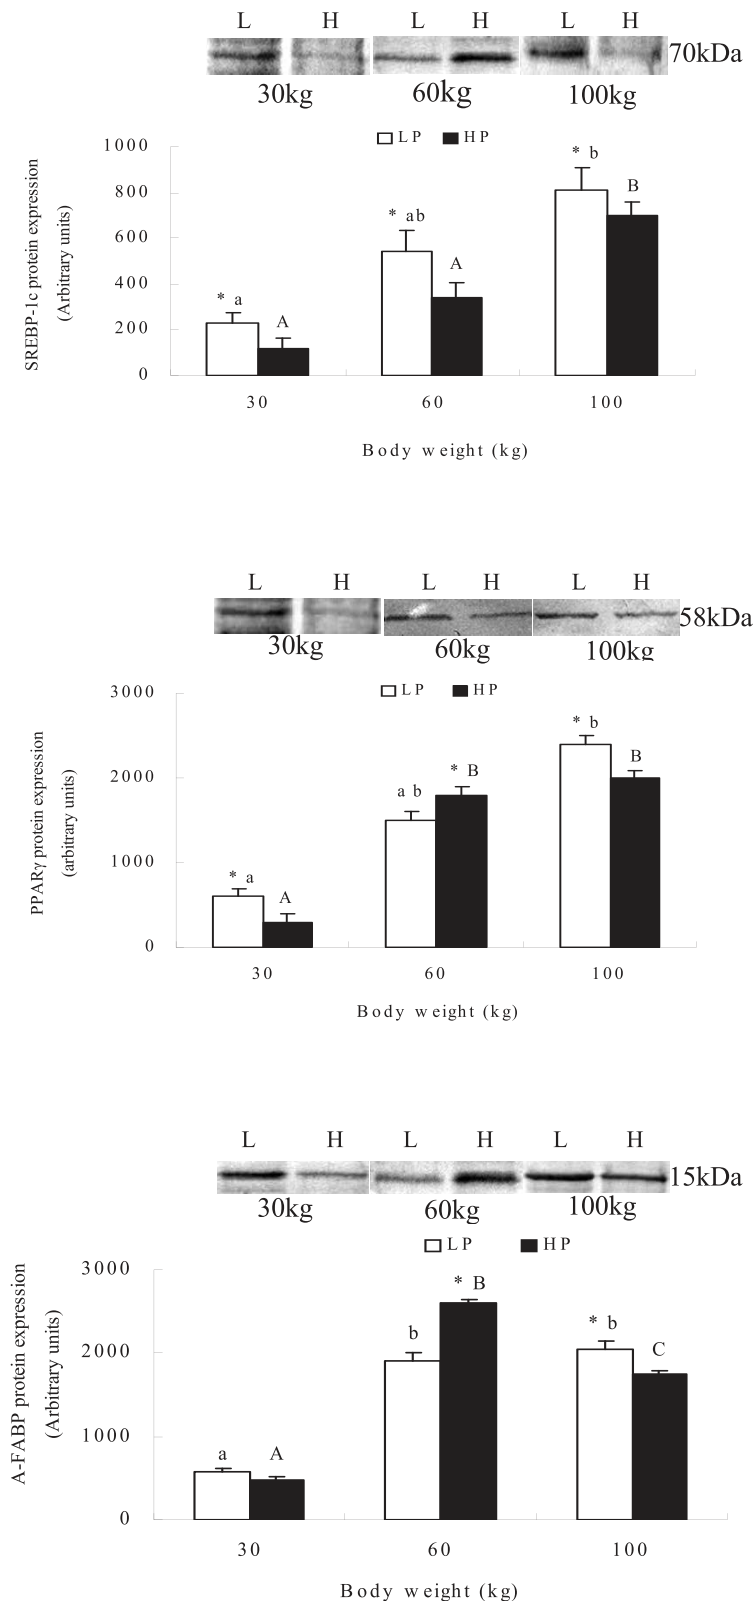 L H L H L H
70kDa
30kg 60kg 100kg
LP HP
SREBP-1c protein expression
(Arbitrary units)
1000
800
600
400
200
0
* a A * ab A * b B
30 60 100
Body weight (kg)
L H L H L H
58kDa
30kg 60kg 100kg
LP HP
PPARγ protein expression
(arbitrary units)
3000
2000
1000
0
* a A a b * B * b B
30 60 100
Body weight (kg)
L H L H L H
15kDa
30kg 60kg 100kg
LP HP
A-FABP protein expression
(Arbitrary units)
3000
2000
1000
0
a A b * B * b C
30 60 100
Body weight (kg)